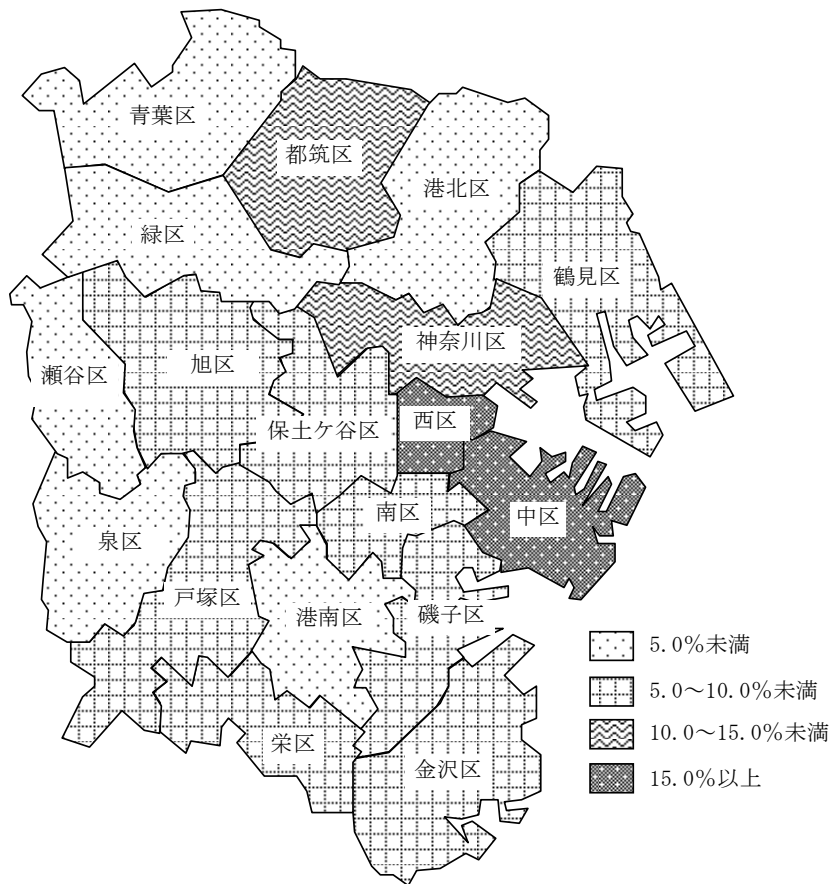 青葉区
都筑区
港北区
緑区
鶴見区
神奈川区
瀬谷区
旭区
保土ケ谷区
西区
南区
中区
泉区
戸塚区
港南区
磯子区
栄区
金沢区
5.0%未満
5.0～10.0%未満
10.0～15.0%未満
15.0%以上